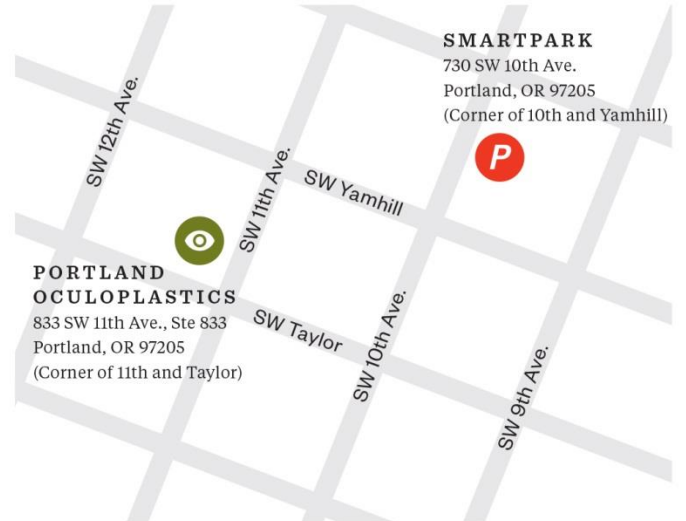 SMARTPARK
730 SW 10th Ave.
Portland, OR 97205
(Corner of 10th and Yamhill)
P
SW 12th Ave.
SW 11th Ave.
SW Yamhill
PORTLAND
OCULOPLASTICS
833 SW 11th Ave., Ste 833
Portland, OR 97205
(Corner of 11th and Taylor)
SW Taylor
SW 10th Ave.
SW 9th Ave.